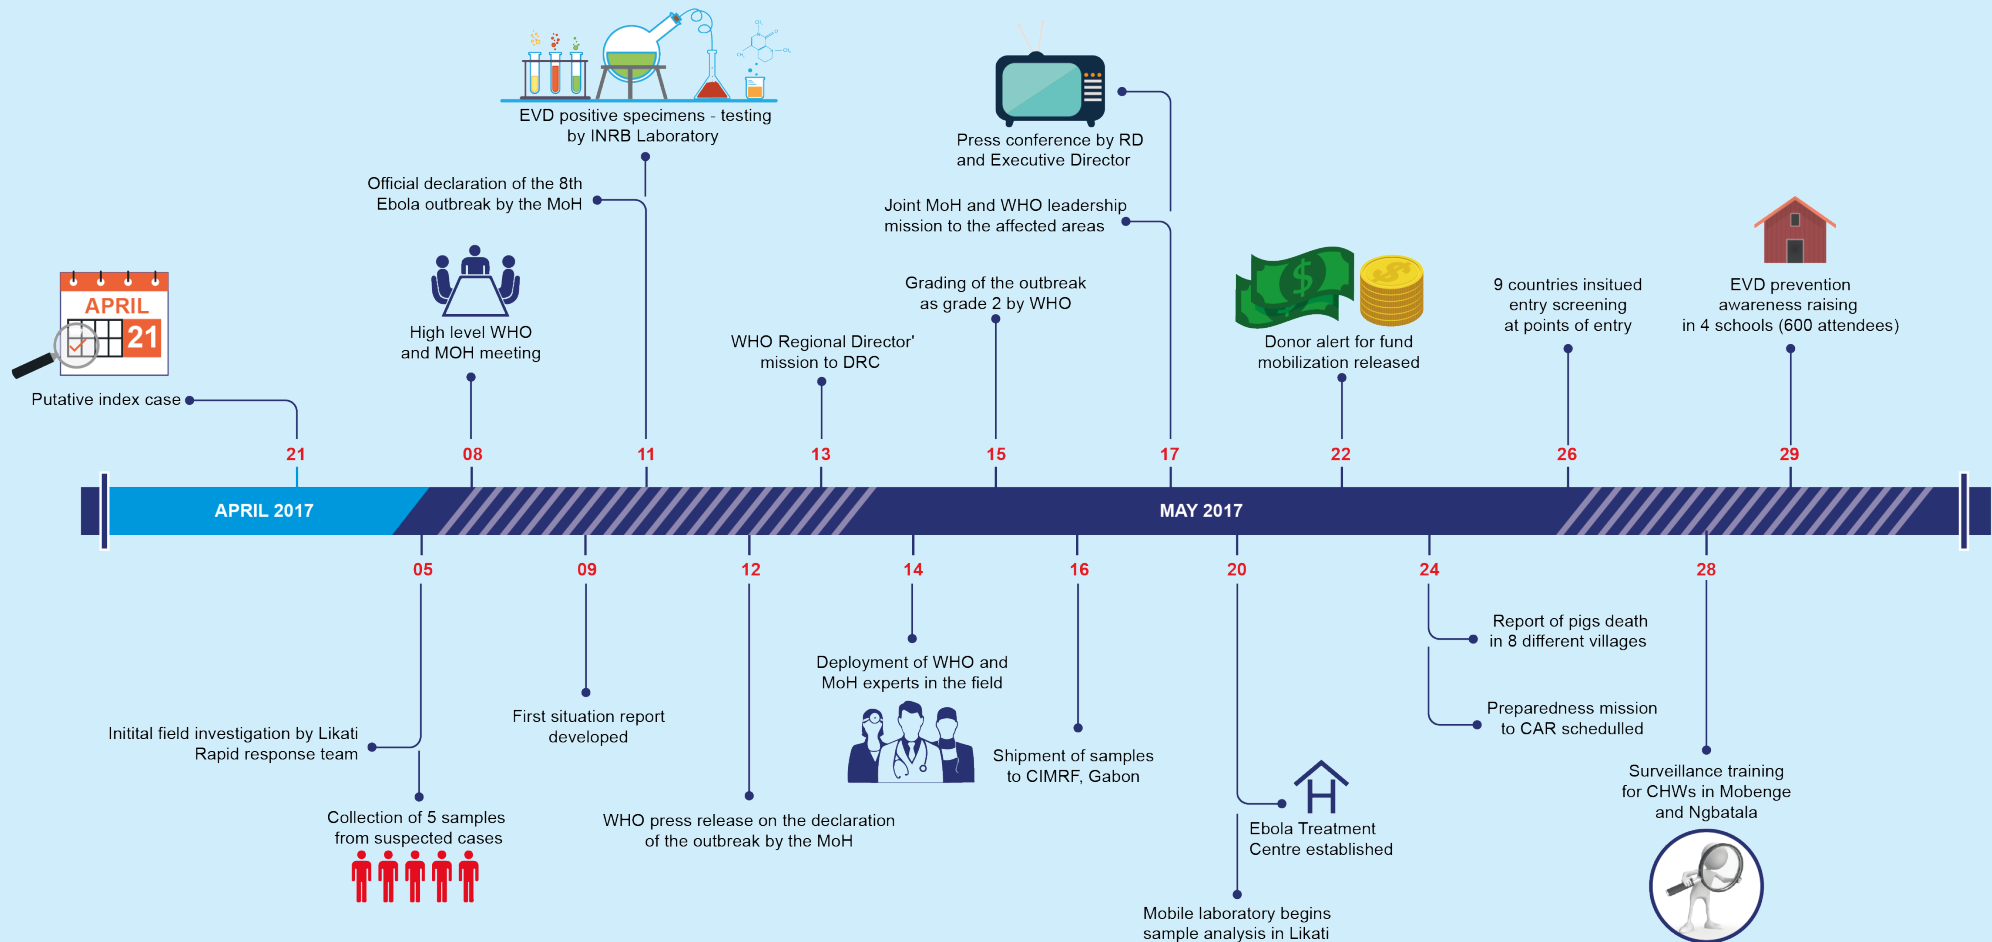 EVD positive specimens - testing
by INRB Laboratory
Official declaration of the 8th
Ebola outbreak by the MoH
Press conference by RD
and Executive Director
Joint MoH and WHO leadership
mission to the affected areas
APRIL
21
Putative index case
High level WHO
and MOH meeting
WHO Regional Director'
mission to DRC
Grading of the outbreak
as grade 2 by WHO
Donor alert for fund
mobilization released
9 countries insitued
entry screening
at points of entry
EVD prevention
awareness raising
in 4 schools (600 attendees)
21
08
11
13
15
17
22
26
29
APRIL 2017
MAY 2017
05
09
12
14
16
20
24
28
Initital field investigation by Likati
Rapid response team
Collection of 5 samples
from suspected cases
First situation report
developed
WHO press release on the declaration
of the outbreak by the MoH
Deployment of WHO and
MoH experts in the field
Shipment of samples
to CIMRF, Gabon
H
Ebola Treatment
Centre established
Mobile laboratory begins
sample analysis in Likati
Report of pigs death
in 8 different villages
Preparedness mission
to CAR schedulled
Surveillance training
for CHWs in Mobenge
and Ngbatala